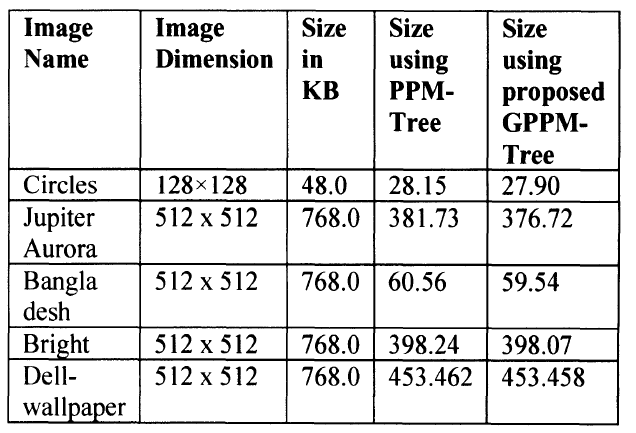 Image Name | Image Dimension | Size in KB | Size using PPM-Tree | Size using proposed GPPM-Tree
Circles | 128×128 | 48.0 | 28.15 | 27.90
Jupiter Aurora | 512 x 512 | 768.0 | 381.73 | 376.72
Bangla desh | 512 x 512 | 768.0 | 60.56 | 59.54
Bright | 512 x 512 | 768.0 | 398.24 | 398.07
Dell-wallpaper | 512 x 512 | 768.0 | 453.462 | 453.458